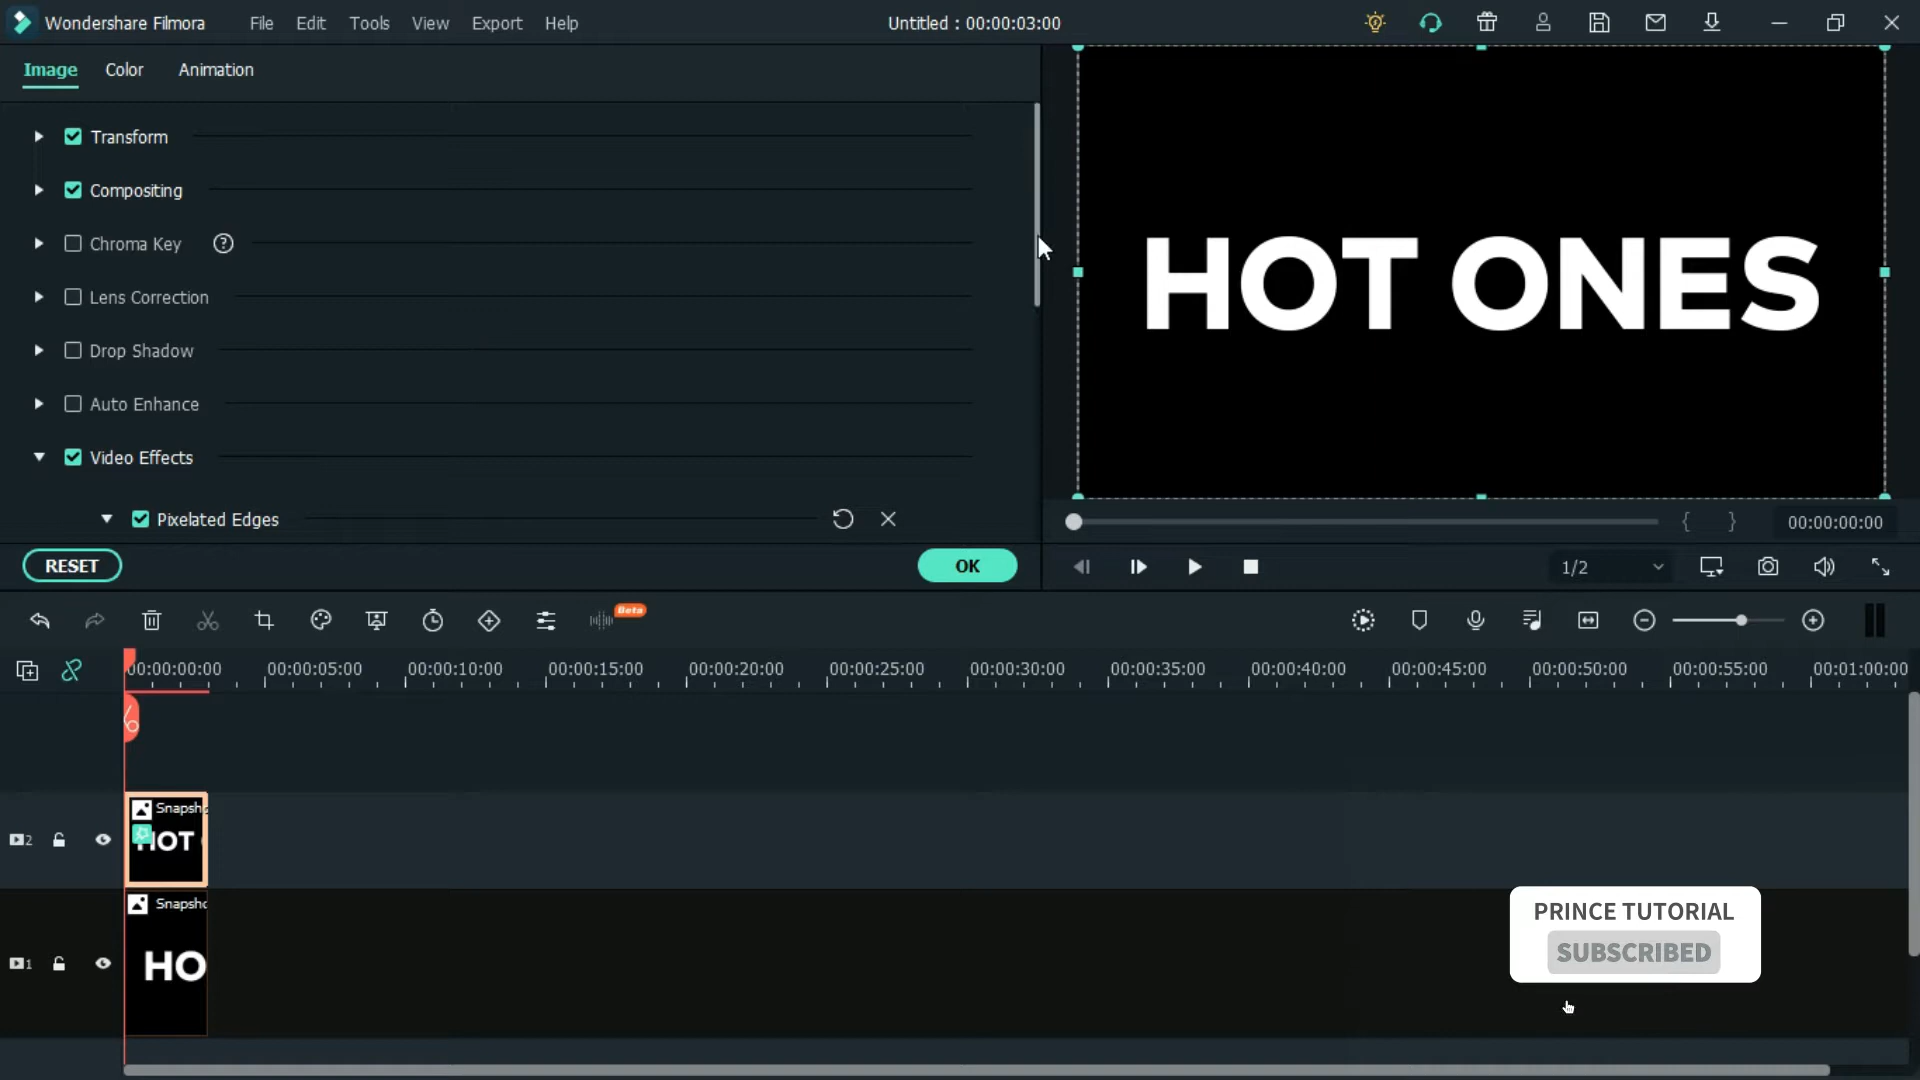 Wondershare Filmora File Edit Tools View Export Help Untitled : 00:00:03:00
Image Color Animation
Transform
Compositing
Chroma Key
Lens Correction
Drop Shadow
Auto Enhance
Video Effects
Pixelated Edges
RESET OK
HOT ONES
{ } 00:00:00:00
1/2
Beta
00:00:00:00 00:00:05:00 00:00:10:00 00:00:15:00 00:00:20:00 00:00:25:00 00:00:30:00 00:00:35:00 00:00:40:00 00:00:45:00 00:00:50:00 00:00:55:00 00:01:00:00
Snapsh
2 HOT
Snapsho
1 HO
PRINCE TUTORIAL
SUBSCRIBED